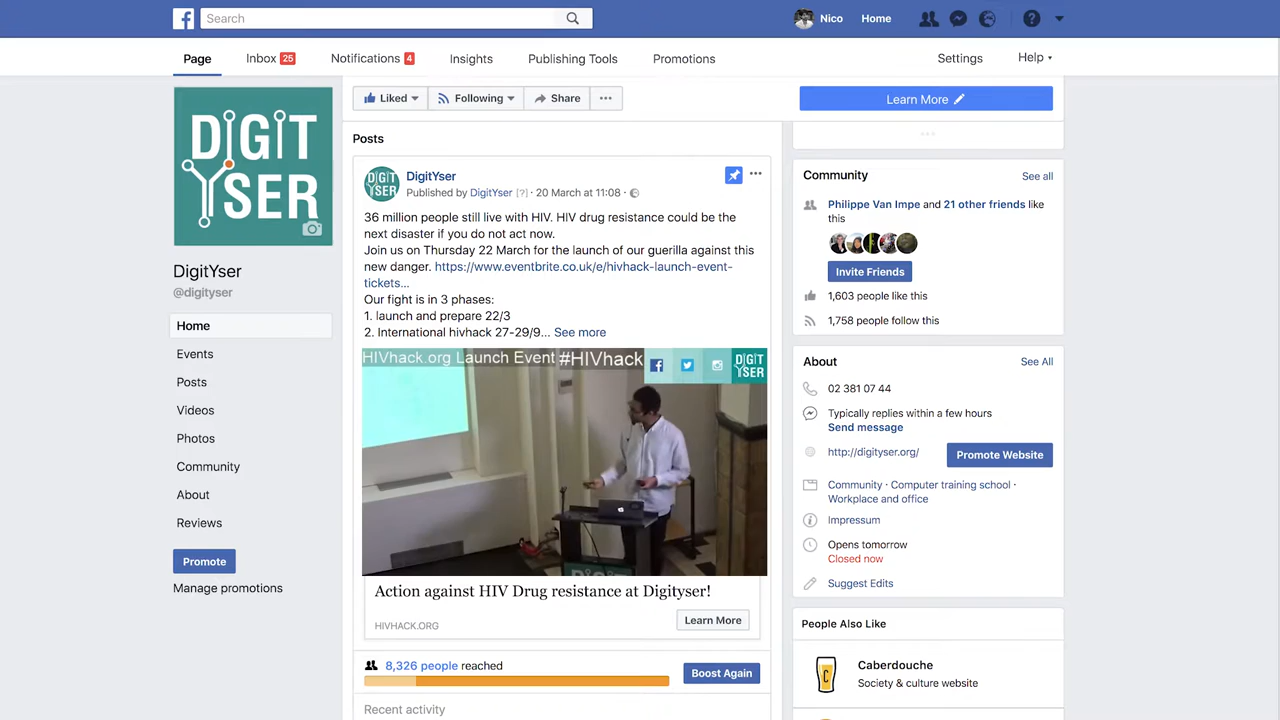 Search
Nico
Home
Page
Inbox 25
Notifications 4
Insights
Publishing Tools
Promotions
Settings
Help
DIGIT
YSER
DigitYser
@digityser
Home
Events
Posts
Videos
Photos
Community
About
Reviews
Promote
Manage promotions
Liked
Following
Share
Learn More
Posts
DIGIT
YSER
DigitYser
Published by DigitYser [?] · 20 March at 11:08 ·
36 million people still live with HIV. HIV drug resistance could be the
next disaster if you do not act now.
Join us on Thursday 22 March for the launch of our guerilla against this
new danger. https://www.eventbrite.co.uk/e/hivhack-launch-event-
tickets...
Our fight is in 3 phases:
1. launch and prepare 22/3
2. International hivhack 27-29/9... See more
HIVhack.org Launch Event #HIVhack
DIGIT
YSER
Action against HIV Drug resistance at Digityser!
HIVHACK.ORG
Learn More
8,326 people reached
Boost Again
Recent activity
Community
See all
Philippe Van Impe and 21 other friends like
this
Invite Friends
1,603 people like this
1,758 people follow this
About
See All
02 381 07 44
Typically replies within a few hours
Send message
http://digityser.org/
Promote Website
Community · Computer training school ·
Workplace and office
Impressum
Opens tomorrow
Closed now
Suggest Edits
People Also Like
C
Caberdouche
Society & culture website